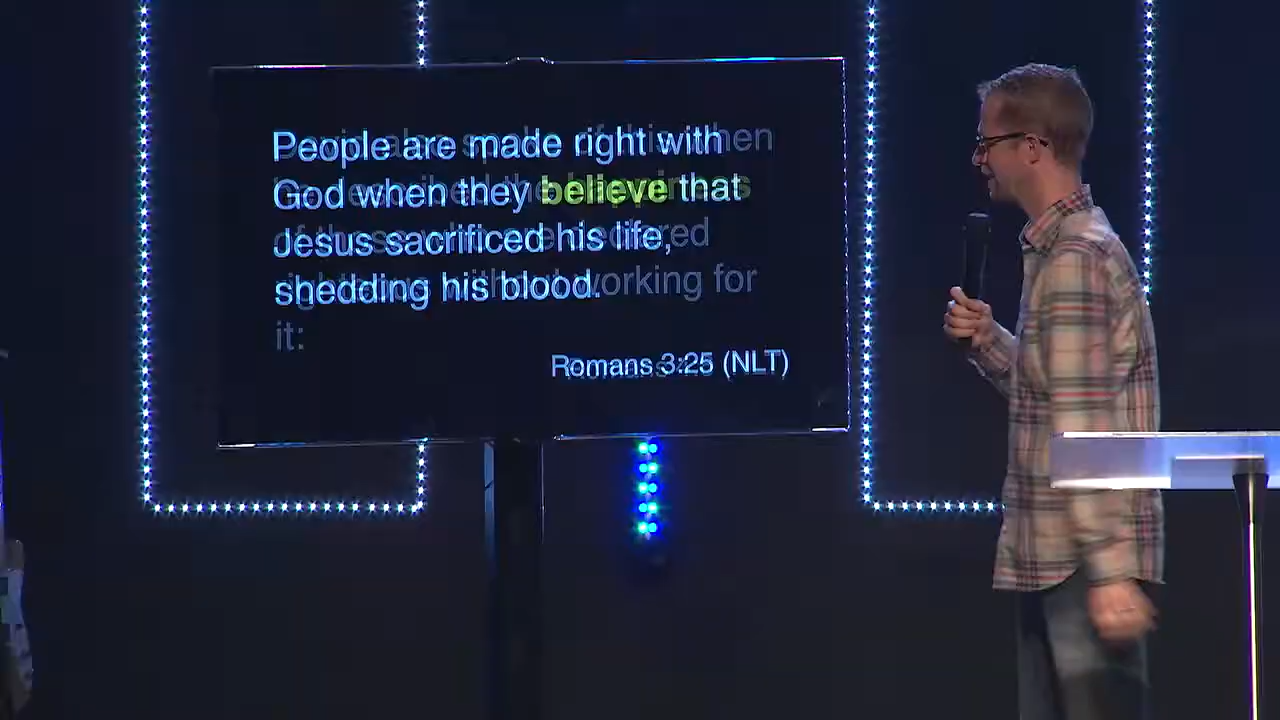 People are made right with
God when they believe that
Jesus sacrificed his life,
shedding his blood.
it:
Romans 3:25 (NLT)